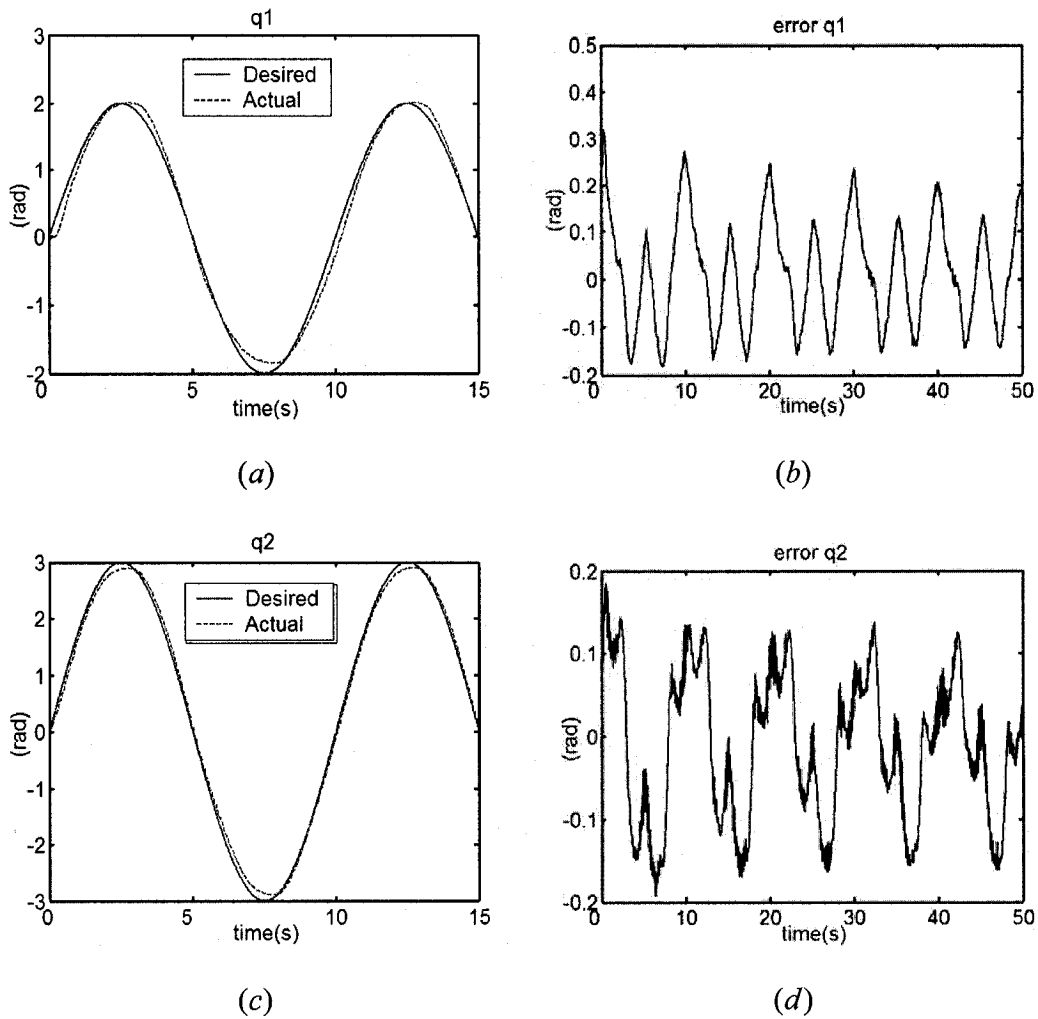 q1
3
2
1
0
-1
-2
(rad)
Desired
Actual
0
5
10
15
time(s)
(a)
error q1
0.5
0.4
0.3
0.2
0.1
0
-0.1
-0.2
(rad)
0
10
20
30
40
50
time(s)
(b)
q2
3
2
1
0
-1
-2
-3
(rad)
Desired
Actual
0
5
10
15
time(s)
(c)
error q2
0.2
0.1
0
-0.1
-0.2
(rad)
0
10
20
30
40
50
time(s)
(d)